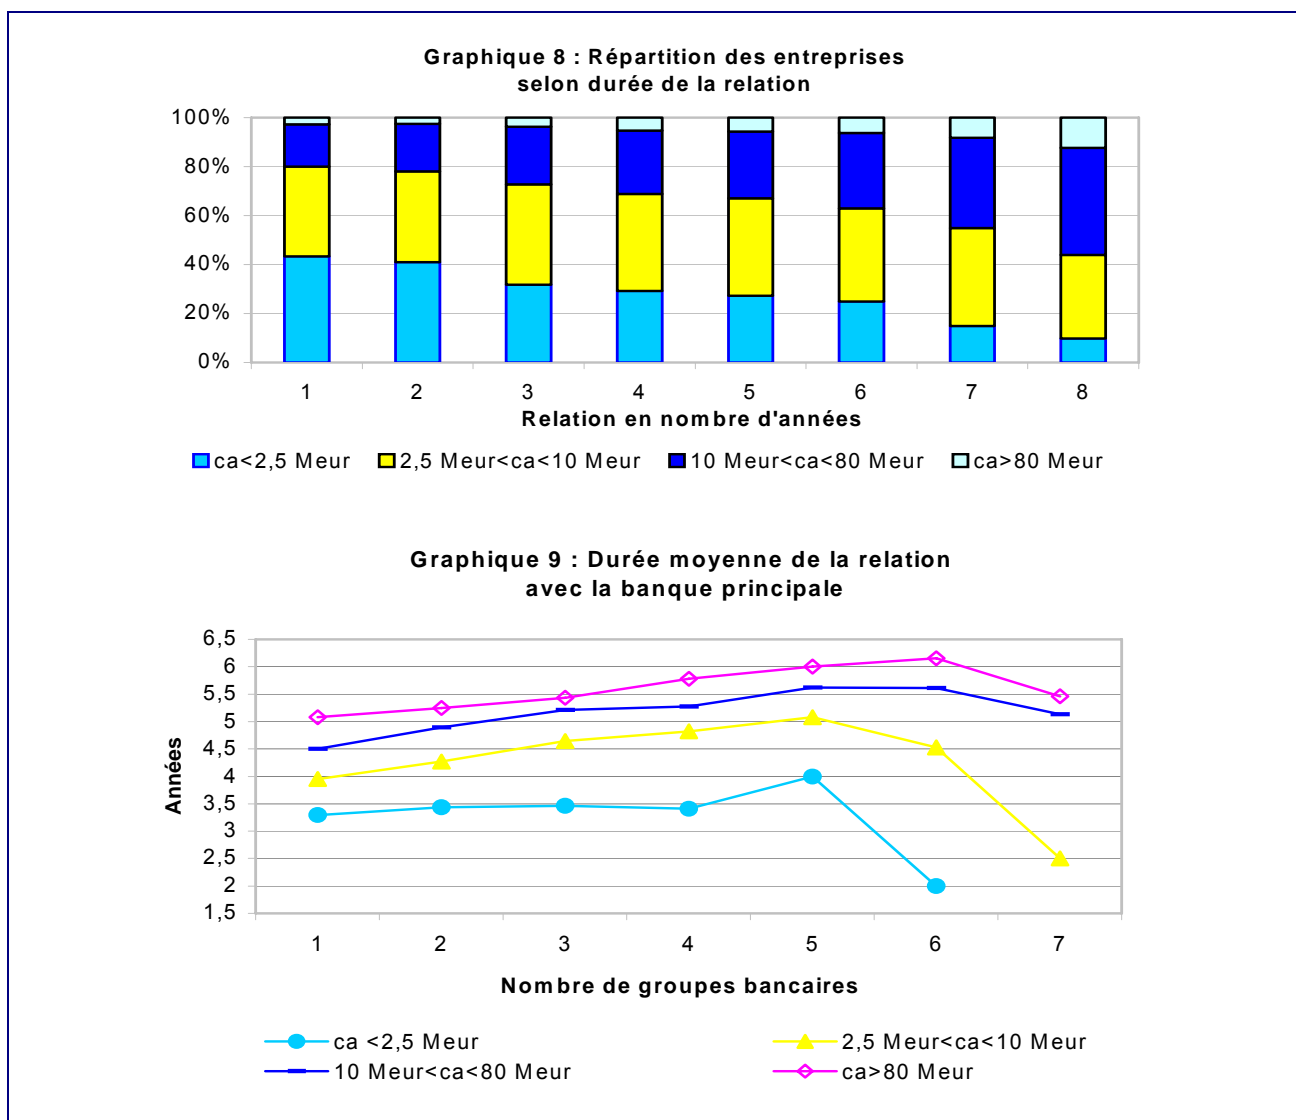 Graphique 8 : Répartition des entreprises
selon durée de la relation
100%
80%
60%
40%
20%
0%
1 2 3 4 5 6 7 8
Relation en nombre d'années
ca<2,5 Meur 2,5 Meur<ca<10 Meur 10 Meur<ca<80 Meur ca>80 Meur
Graphique 9 : Durée moyenne de la relation
avec la banque principale
Années
6,5
6
5,5
5
4,5
4
3,5
3
2,5
2
1,5
1 2 3 4 5 6 7
Nombre de groupes bancaires
ca <2,5 Meur 2,5 Meur<ca<10 Meur
10 Meur<ca<80 Meur ca>80 Meur